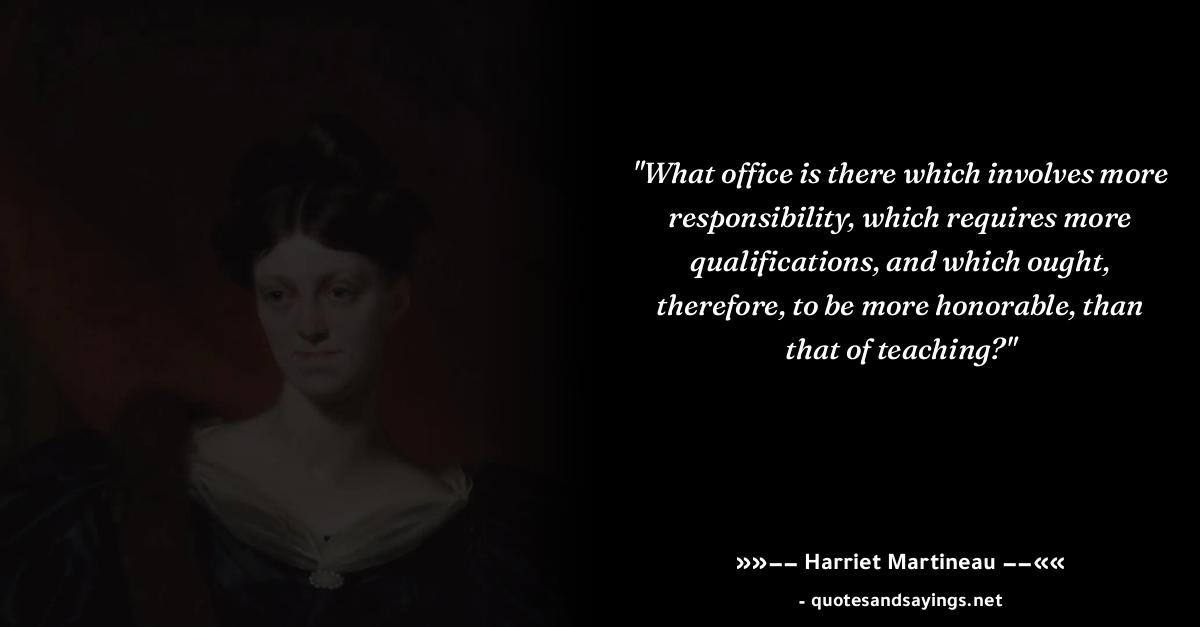 "What office is there which involves more
responsibility, which requires more
qualifications, and which ought,
therefore, to be more honorable, than
that of teaching?"
»»–– Harriet Martineau ––««
- quotesandsayings.net